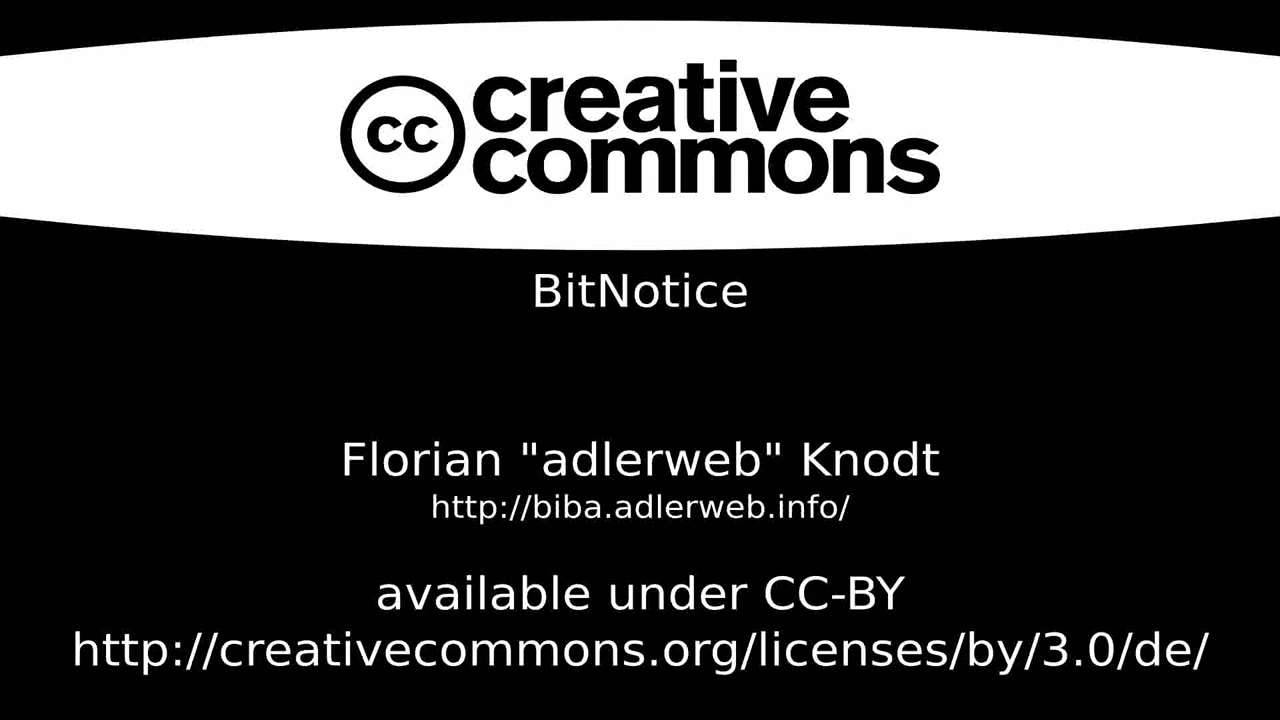 cc creative
commons
BitNotice
Florian "adlerweb" Knodt
http://biba.adlerweb.info/
available under CC-BY
http://creativecommons.org/licenses/by/3.0/de/